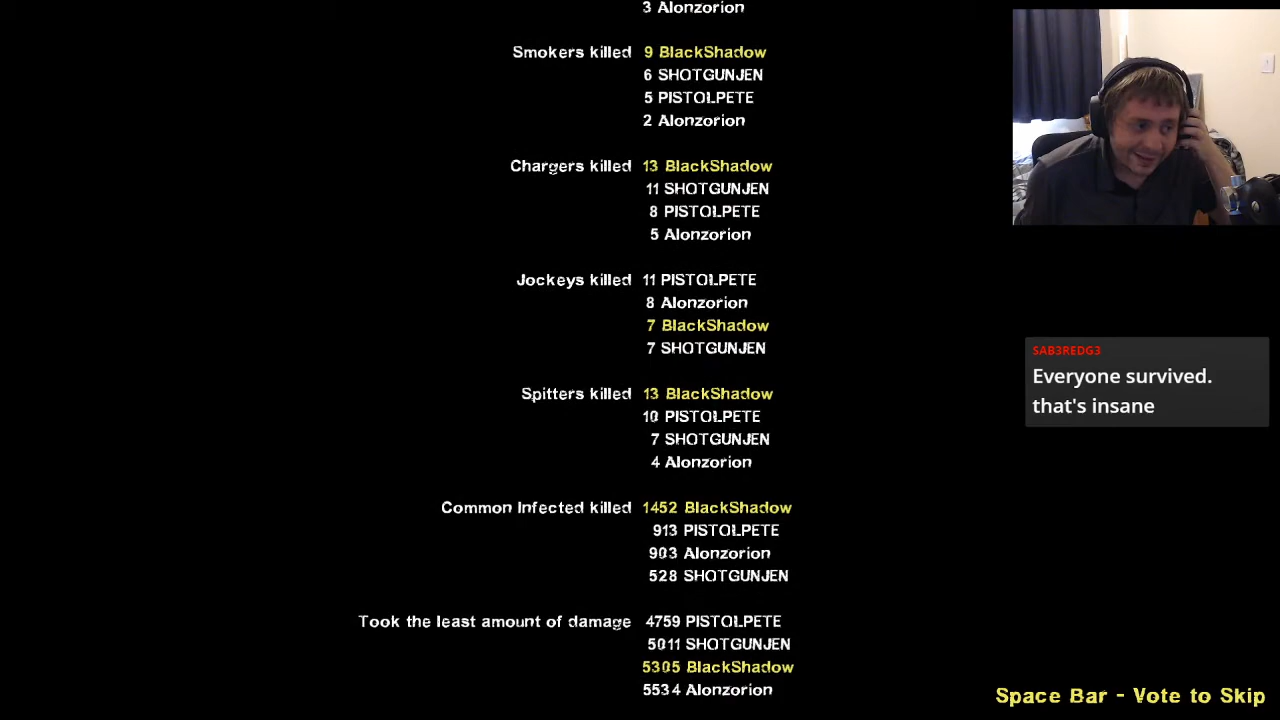 3 Alonzorion
Smokers killed 9 BlackShadow
6 SHOTGUNJEN
5 PISTOLPETE
2 Alonzorion
Chargers killed 13 BlackShadow
11 SHOTGUNJEN
8 PISTOLPETE
5 Alonzorion
Jockeys killed 11 PISTOLPETE
8 Alonzorion
7 BlackShadow
7 SHOTGUNJEN
Spitters killed 13 BlackShadow
10 PISTOLPETE
7 SHOTGUNJEN
4 Alonzorion
Common Infected killed 1452 BlackShadow
913 PISTOLPETE
903 Alonzorion
528 SHOTGUNJEN
Took the least amount of damage 4759 PISTOLPETE
5011 SHOTGUNJEN
5305 BlackShadow
5534 Alonzorion
SAB3REDG3
Everyone survived.
that's insane
Space Bar - Vote to Skip